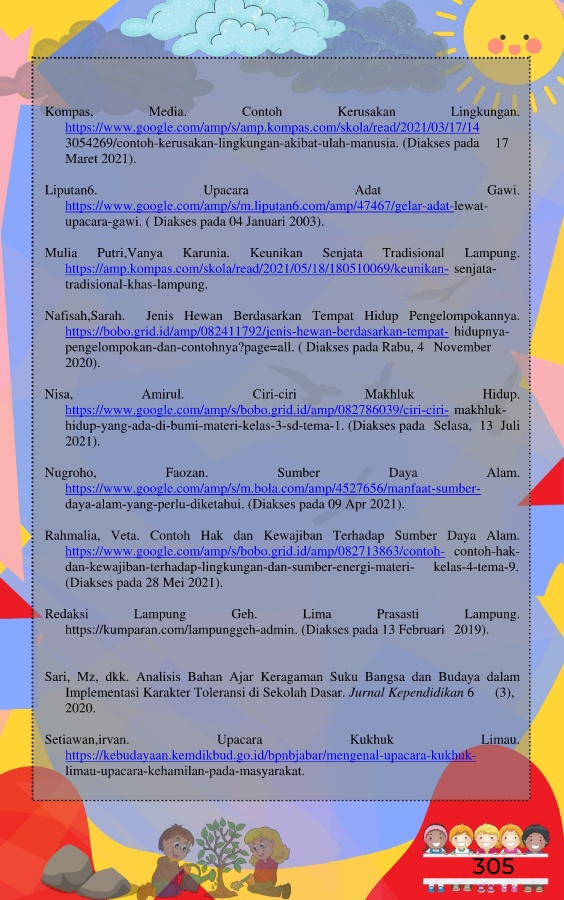 Kompas, Media. Contoh Kerusakan Lingkungan.
https://www.google.com/amp/s/amp.kompas.com/skola/read/2021/03/17/14
3054269/contoh-kerusakan-lingkungan-akibat-ulah-manusia. (Diakses pada 17
Maret 2021).
Liputan6. Upacara Adat Gawi.
https://www.google.com/amp/s/m.liputan6.com/amp/47467/gelar-adat-lewat-
upacara-gawi. ( Diakses pada 04 Januari 2003).
Mulia Putri,Vanya Karunia. Keunikan Senjata Tradisional Lampung.
https://amp.kompas.com/skola/read/2021/05/18/180510069/keunikan- senjata-
tradisional-khas-lampung.
Nafisah,Sarah. Jenis Hewan Berdasarkan Tempat Hidup Pengelompokannya.
https://bobo.grid.id/amp/082411792/jenis-hewan-berdasarkan-tempat- hidupnya-
pengelompokan-dan-contohnya?page=all. ( Diakses pada Rabu, 4 November
2020).
Nisa, Amirul. Ciri-ciri Makhluk Hidup.
https://www.google.com/amp/s/bobo.grid.id/amp/082786039/ciri-ciri- makhluk-
hidup-yang-ada-di-bumi-materi-kelas-3-sd-tema-1. (Diakses pada Selasa, 13 Juli
2021).
Nugroho, Faozan. Sumber Daya Alam.
https://www.google.com/amp/s/m.bola.com/amp/4527656/manfaat-sumber-
daya-alam-yang-perlu-diketahui. (Diakses pada 09 Apr 2021).
Rahmalia, Veta. Contoh Hak dan Kewajiban Terhadap Sumber Daya Alam.
https://www.google.com/amp/s/bobo.grid.id/amp/082713863/contoh- contoh-hak-
dan-kewajiban-terhadap-lingkungan-dan-sumber-energi-materi- kelas-4-tema-9.
(Diakses pada 28 Mei 2021).
Redaksi Lampung Geh. Lima Prasasti Lampung.
https://kumparan.com/lampunggeh-admin. (Diakses pada 13 Februari 2019).
Sari, Mz, dkk. Analisis Bahan Ajar Keragaman Suku Bangsa dan Budaya dalam
Implementasi Karakter Toleransi di Sekolah Dasar. Jurnal Kependidikan 6 (3),
2020.
Setiawan,irvan. Upacara Kukhuk Limau.
https://kebudayaan.kemdikbud.go.id/bpnbjabar/mengenal-upacara-kukhuk-
limau-upacara-kehamilan-pada-masyarakat.
305